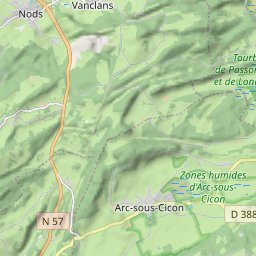 Vanclans
Nods
Tourb
de Passon
et de Lon
Zones humides
d'Arc-sous-
Cicon
N 57
Arc-sous-Cicon
D 388